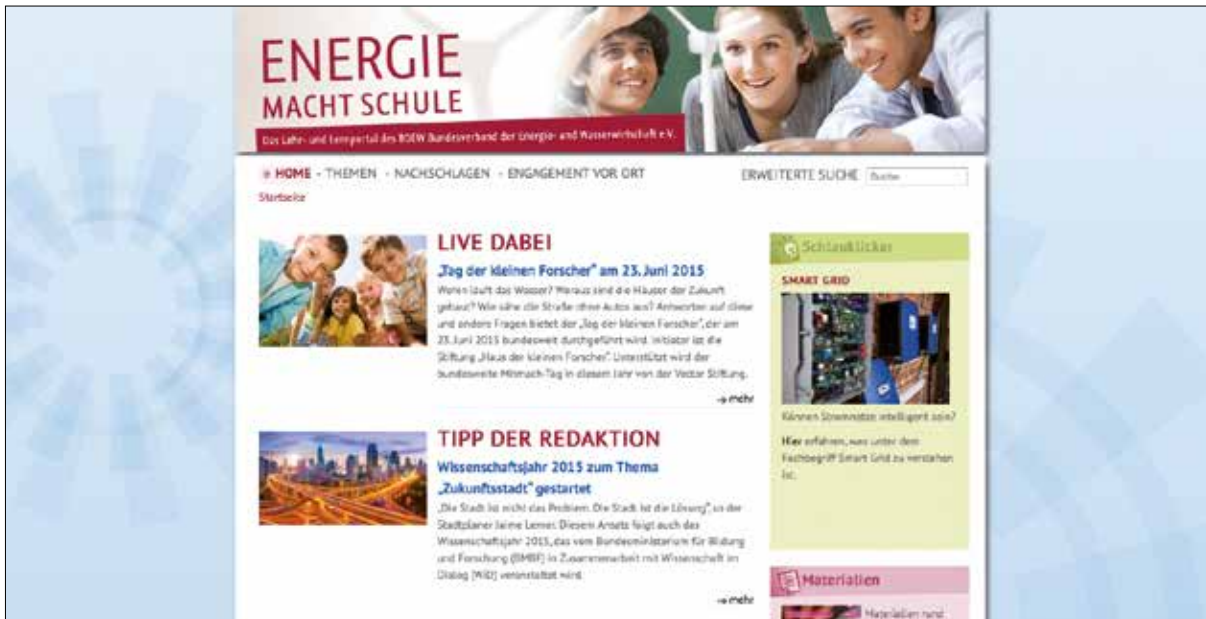 ENERGIE
MACHT SCHULE
Das Lehr- und Lernportal des BDEW Bundesverband der Energie- und Wasserwirtschaft e.V.
HOME - THEMEN - NACHSCHLAGEN - ENGAGEMENT VOR ORT
ERWEITERTE SUCHE Suche
Startseite
LIVE DABEI
„Tag der kleinen Forscher“ am 23. Juni 2015
Wohin läuft das Wasser? Woraus sind die Häuser der Zukunft
gebaut? Wie sähe die Straße ohne Autos aus? Antworten auf diese
und andere Fragen bietet der „Tag der kleinen Forscher“, der am
23. Juni 2015 bundesweit durchgeführt wird. Initiator ist die
Stiftung „Haus der kleinen Forscher“. Unterstützt wird der
bundesweite Mitmach-Tag in diesem Jahr von der Vector Stiftung.
→ mehr
TIPP DER REDAKTION
Wissenschaftsjahr 2015 zum Thema
„Zukunftsstadt“ gestartet
„Die Stadt ist nicht das Problem. Die Stadt ist die Lösung“, so der
Stadtplaner Jaime Lerner. Diesem Ansatz folgt auch das
Wissenschaftsjahr 2015, das vom Bundesministerium für Bildung
und Forschung (BMBF) in Zusammenarbeit mit Wissenschaft im
Dialog (WiD) veranstaltet wird.
→ mehr
Schlauklicker
SMART GRID
Können Stromnetze intelligent sein?
Hier erfahren, was unter dem
Fachbegriff Smart Grid zu verstehen
ist.
Materialien
Materialien rund